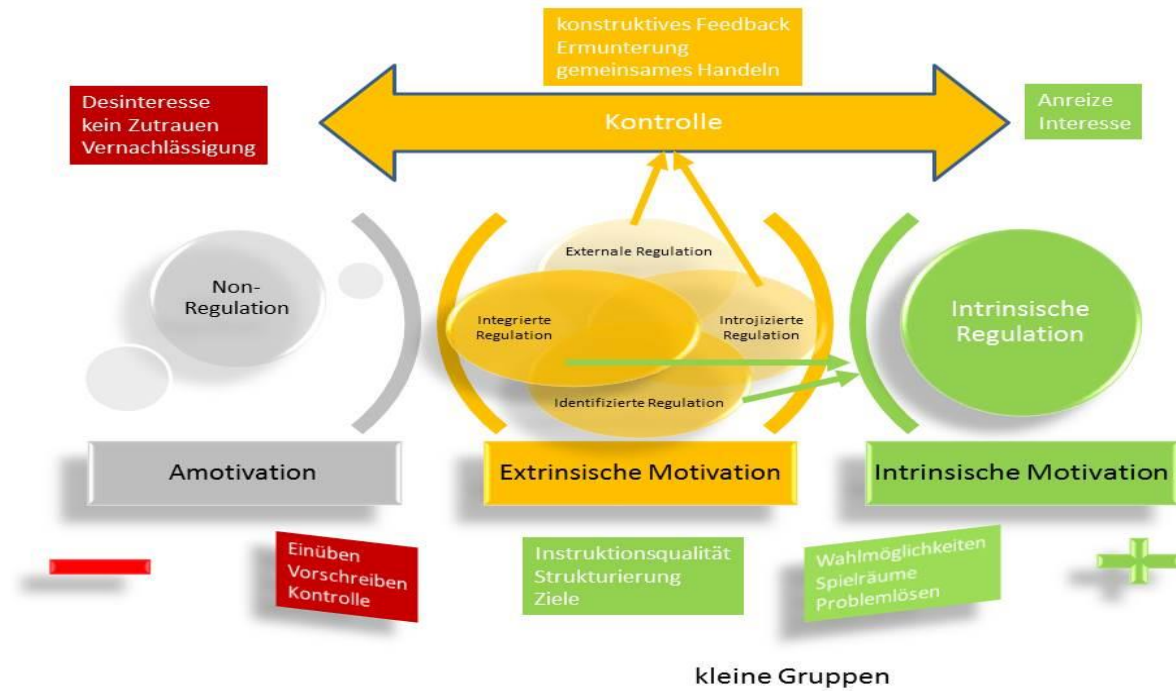 konstruktives Feedback
Ermunterung
gemeinsames Handeln
Desinteresse
kein Zutrauen
Vernachlässigung
Kontrolle
Anreize
Interesse
Non-
Regulation
Externale Regulation
Integrierte
Regulation
Introjizierte
Regulation
Identifizierte Regulation
Intrinsische
Regulation
Amotivation
Extrinsische Motivation
Intrinsische Motivation
Einüben
Vorschreiben
Kontrolle
Instruktionsqualität
Strukturierung
Ziele
Wahlmöglichkeiten
Spielräume
Problemlösen
kleine Gruppen